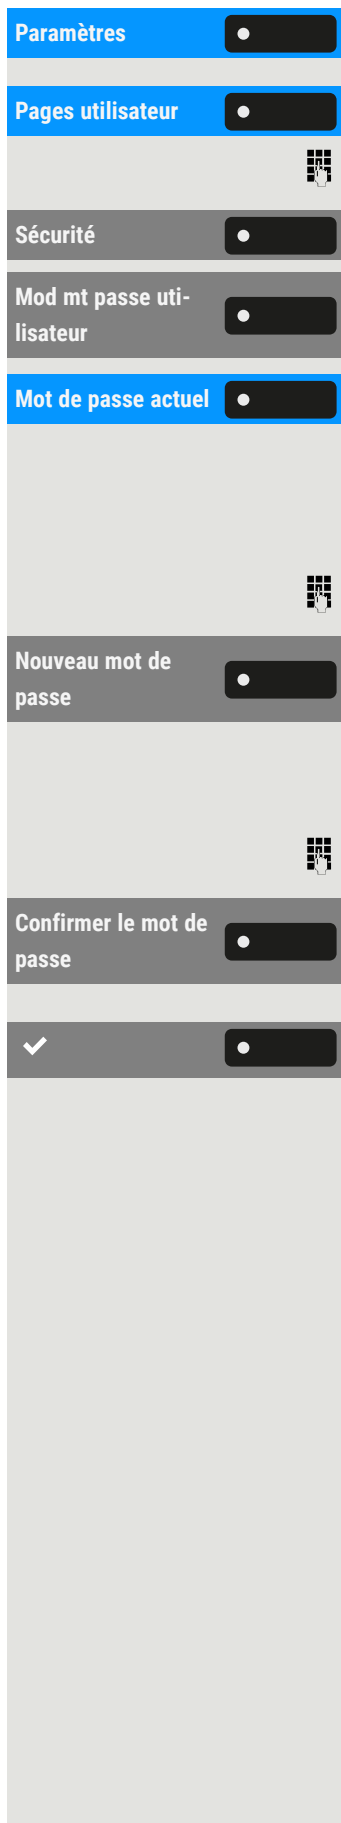 Paramètres
Pages utilisateur
Sécurité
Mod mt passe uti-
lisateur
Mot de passe actuel
Nouveau mot de
passe
Confirmer le mot de
passe